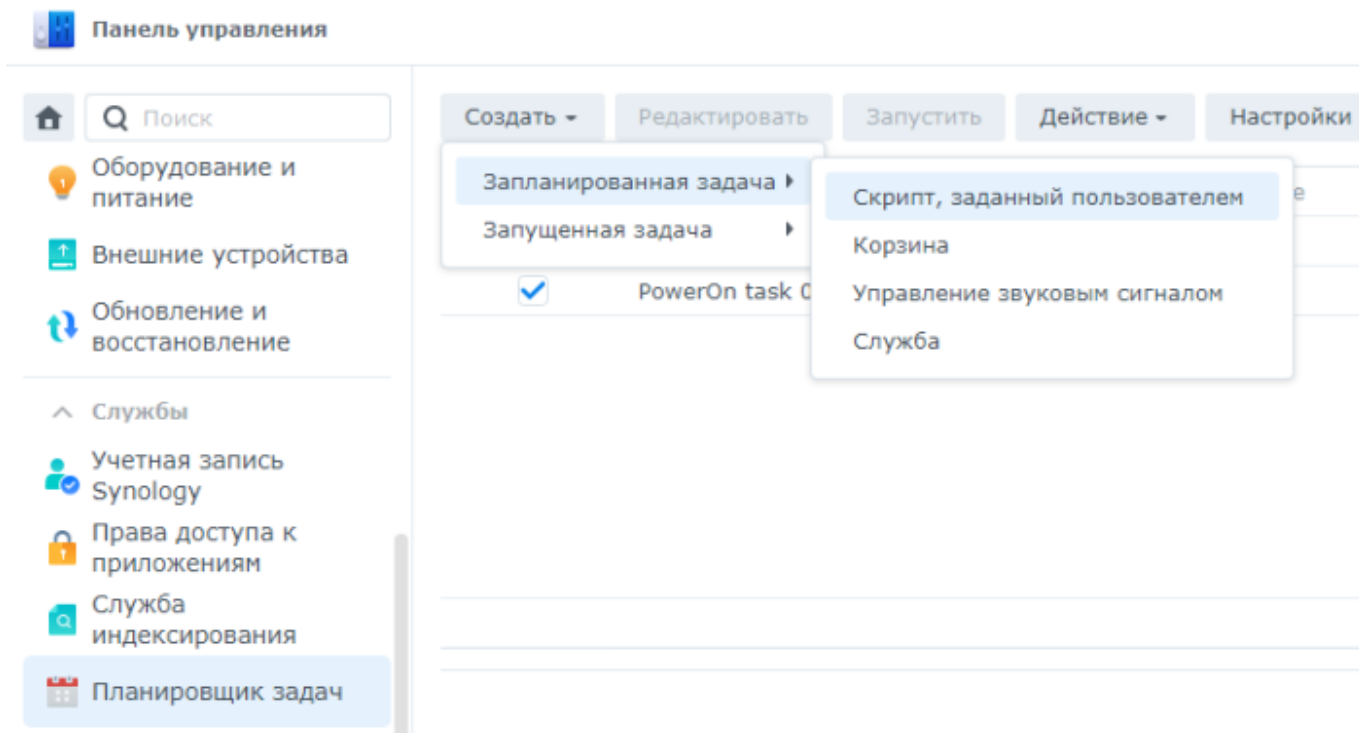 Панель управления
Поиск
Оборудование и
питание
Внешние устройства
Обновление и
восстановление
Службы
Учетная запись
Synology
Права доступа к
приложениям
Служба
индексирования
Планировщик задач
Создать
Редактировать
Запустить
Действие
Настройки
Запланированная задача
Запущенная задача
Скрипт, заданный пользователем
Корзина
Управление звуковым сигналом
Служба
PowerOn task